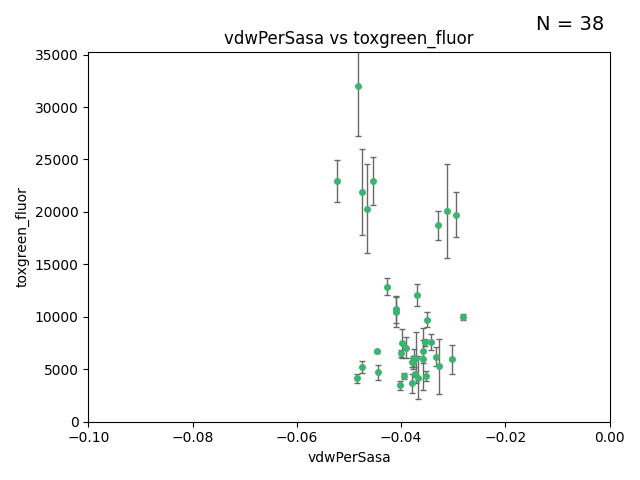 N = 38
vdwPerSasa vs toxgreen_fluor
35000
30000
25000
20000
15000
10000
5000
0
toxgreen_fluor
−0.10 −0.08 −0.06 −0.04 −0.02 0.00
vdwPerSasa